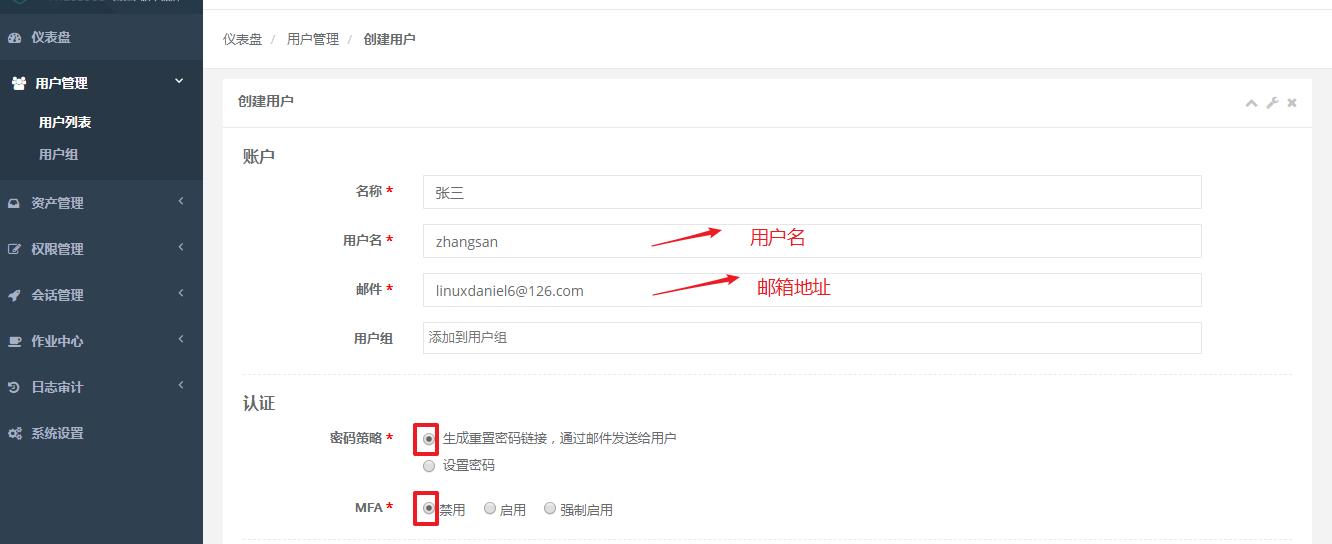 仪表盘
用户管理
用户列表
用户组
资产管理
权限管理
会话管理
作业中心
日志审计
系统设置
仪表盘 / 用户管理 / 创建用户
创建用户
账户
名称 * 张三
用户名 * zhangsan 用户名
邮件 * linuxdaniel6@126.com 邮箱地址
用户组 添加到用户组
认证
密码策略 * 生成重置密码链接，通过邮件发送给用户
设置密码
MFA * 禁用 启用 强制启用